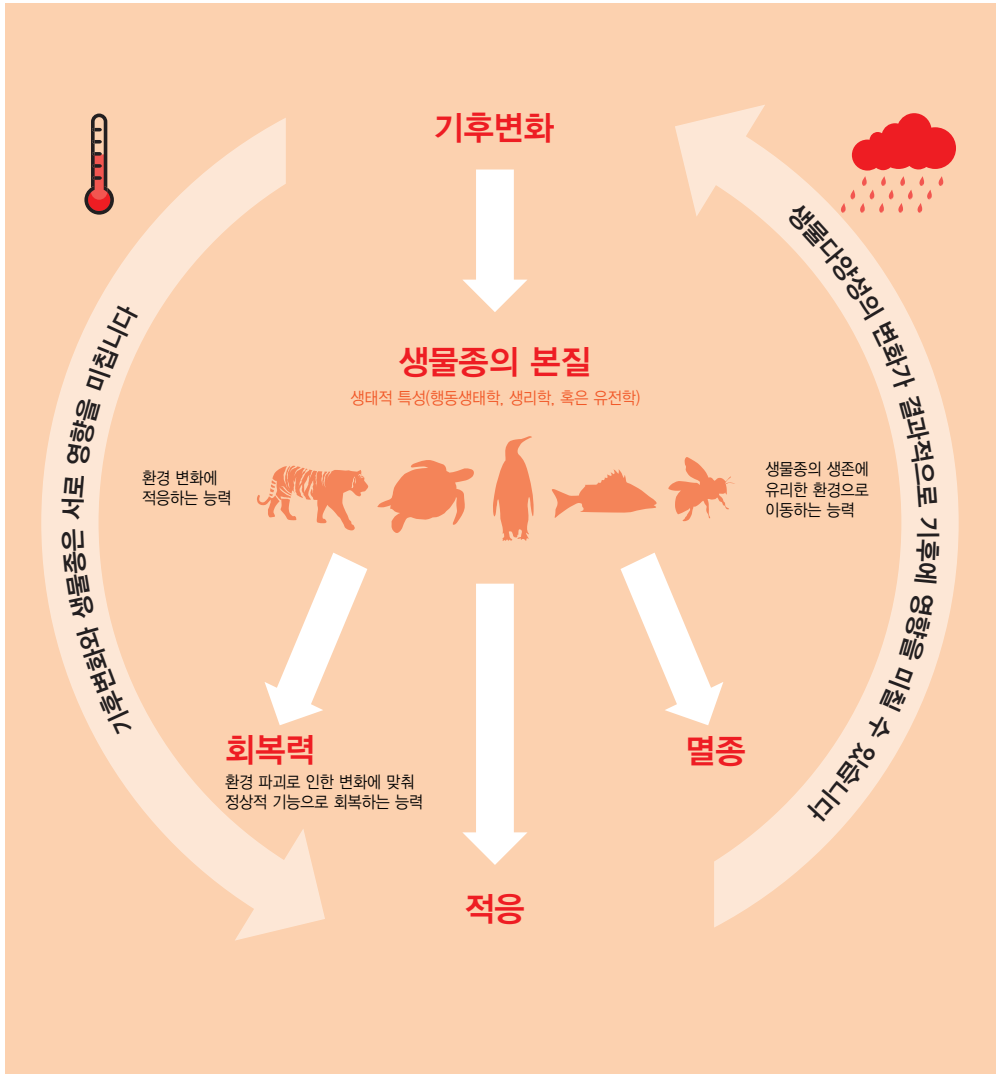 기후변화
생물종의 본질
생태적 특성(행동생태학, 생리학, 혹은 유전학)
환경 변화에
적응하는 능력
생물종의 생존에
유리한 환경으로
이동하는 능력
회복력
환경 파괴로 인한 변화에 맞춰
정상적 기능으로 회복하는 능력
멸종
적응
기후변화와 생물종은 서로 영향을 미칩니다
생물다양성의 변화가 결과적으로 기후에 영향을 미칠 수 있습니다